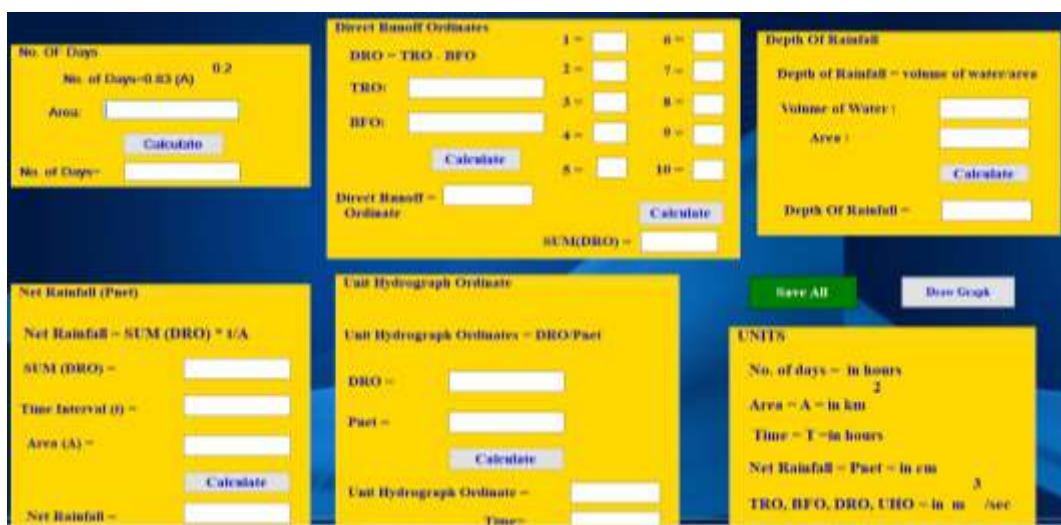 No. OF Days
0.2
No. of Days=0.83 (A)
Area:
Calculate
No. of Days=
Direct Runoff Ordinates
DRO = TRO - BFO
TRO:
BFO:
Calculate
Direct Runoff =
Ordinate
1 =
2 =
3 =
4 =
5 =
6 =
7 =
8 =
9 =
10 =
Calculate
SUM(DRO) =
Depth Of Rainfall
Depth of Rainfall = volume of water/area
Volume of Water :
Area :
Calculate
Depth Of Rainfall =
Net Rainfall (Pnet)
Net Rainfall = SUM (DRO) * t/A
SUM (DRO) =
Time Interval (t) =
Area (A) =
Calculate
Net Rainfall =
Unit Hydrograph Ordinate
Unit Hydrograph Ordinates = DRO/Pnet
DRO =
Pnet =
Calculate
Unit Hydrograph Ordinate =
Time=
Save All
Draw Graph
UNITS
No. of days = in hours
2
Area = A = in km
Time = T =in hours
Net Rainfall = Pnet = in cm
3
TRO, BFO, DRO, UHO = in m /sec